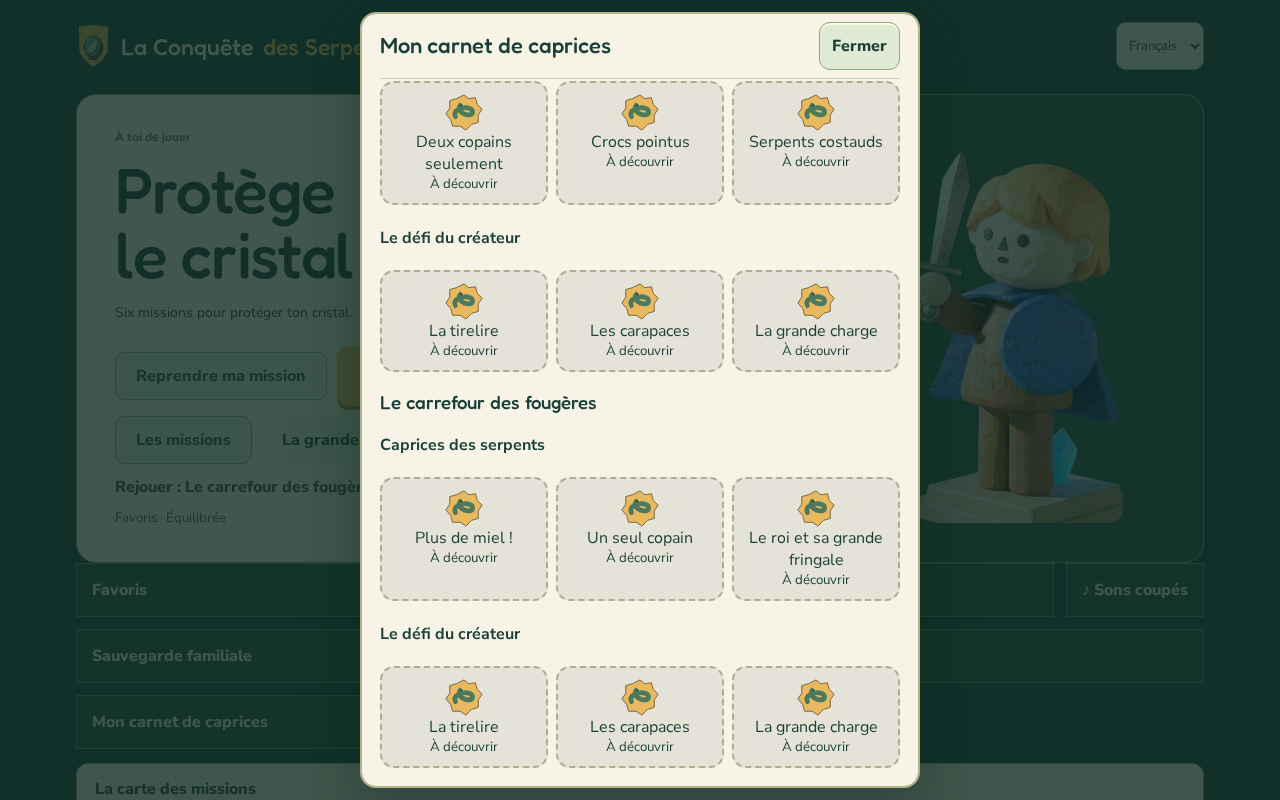 La Conquête des Serpe
Mon carnet de caprices
Fermer
Français
À toi de jouer
Protège
le cristal
Six missions pour protéger ton cristal.
Reprendre ma mission
Les missions
La grande
Rejouer : Le carrefour des fougèr
Favoris · Équilibrée
Favoris
♪ Sons coupés
Sauvegarde familiale
Mon carnet de caprices
La carte des missions
Deux copains
seulement
À découvrir
Crocs pointus
À découvrir
Serpents costauds
À découvrir
Le défi du créateur
La tirelire
À découvrir
Les carapaces
À découvrir
La grande charge
À découvrir
Le carrefour des fougères
Caprices des serpents
Plus de miel !
À découvrir
Un seul copain
À découvrir
Le roi et sa grande
fringale
À découvrir
Le défi du créateur
La tirelire
À découvrir
Les carapaces
À découvrir
La grande charge
À découvrir